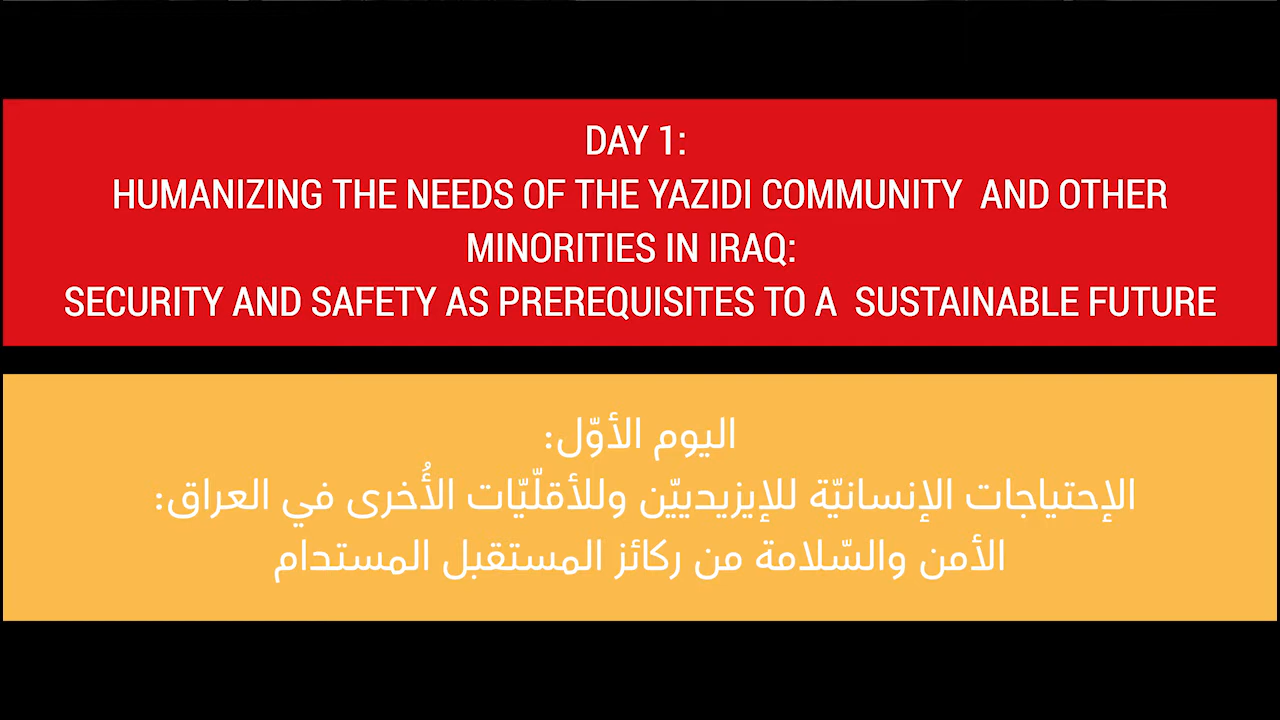 DAY 1:
HUMANIZING THE NEEDS OF THE YAZIDI COMMUNITY AND OTHER
MINORITIES IN IRAQ:
SECURITY AND SAFETY AS PREREQUISITES TO A SUSTAINABLE FUTURE
اليوم الأوّل:
الإحتياجات الإنسانيّة للإيزيدييّن وللأقلّيّات الأُخرى في العراق:
الأمن والسّلامة من ركائز المستقبل المستدام